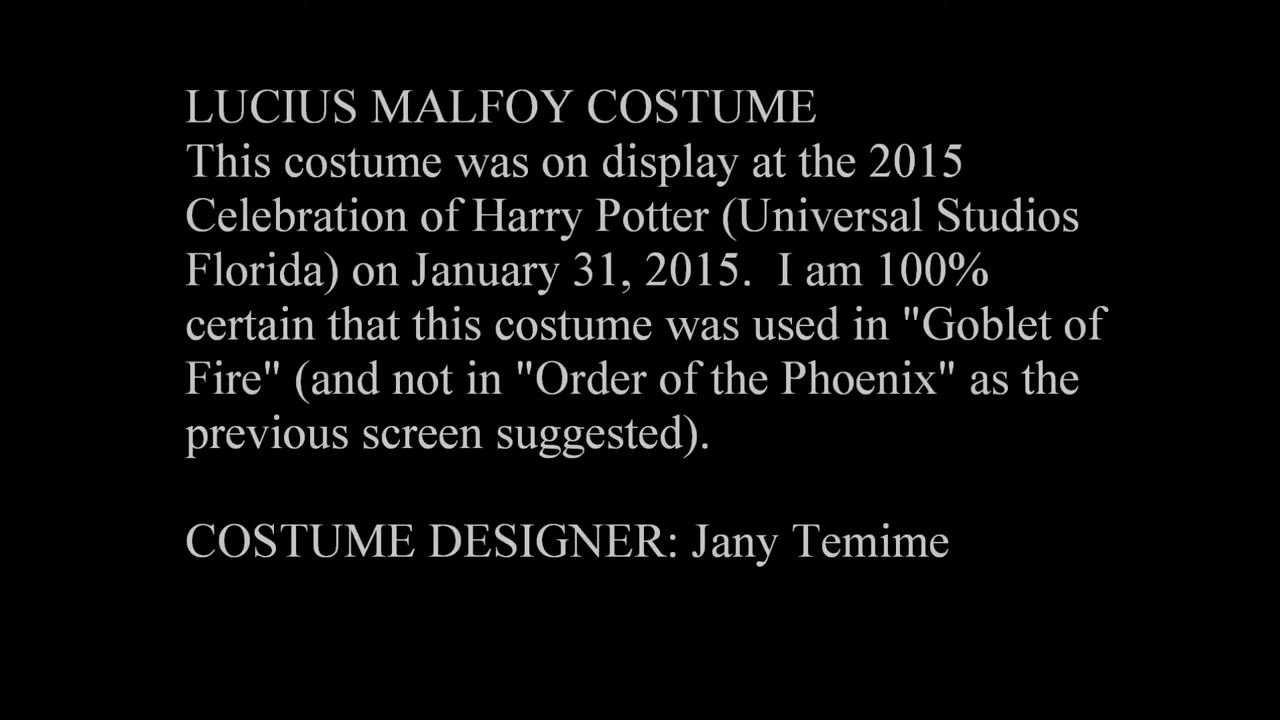 LUCIUS MALFOY COSTUME
This costume was on display at the 2015
Celebration of Harry Potter (Universal Studios
Florida) on January 31, 2015.  I am 100%
certain that this costume was used in "Goblet of
Fire" (and not in "Order of the Phoenix" as the
previous screen suggested).
COSTUME DESIGNER: Jany Temime